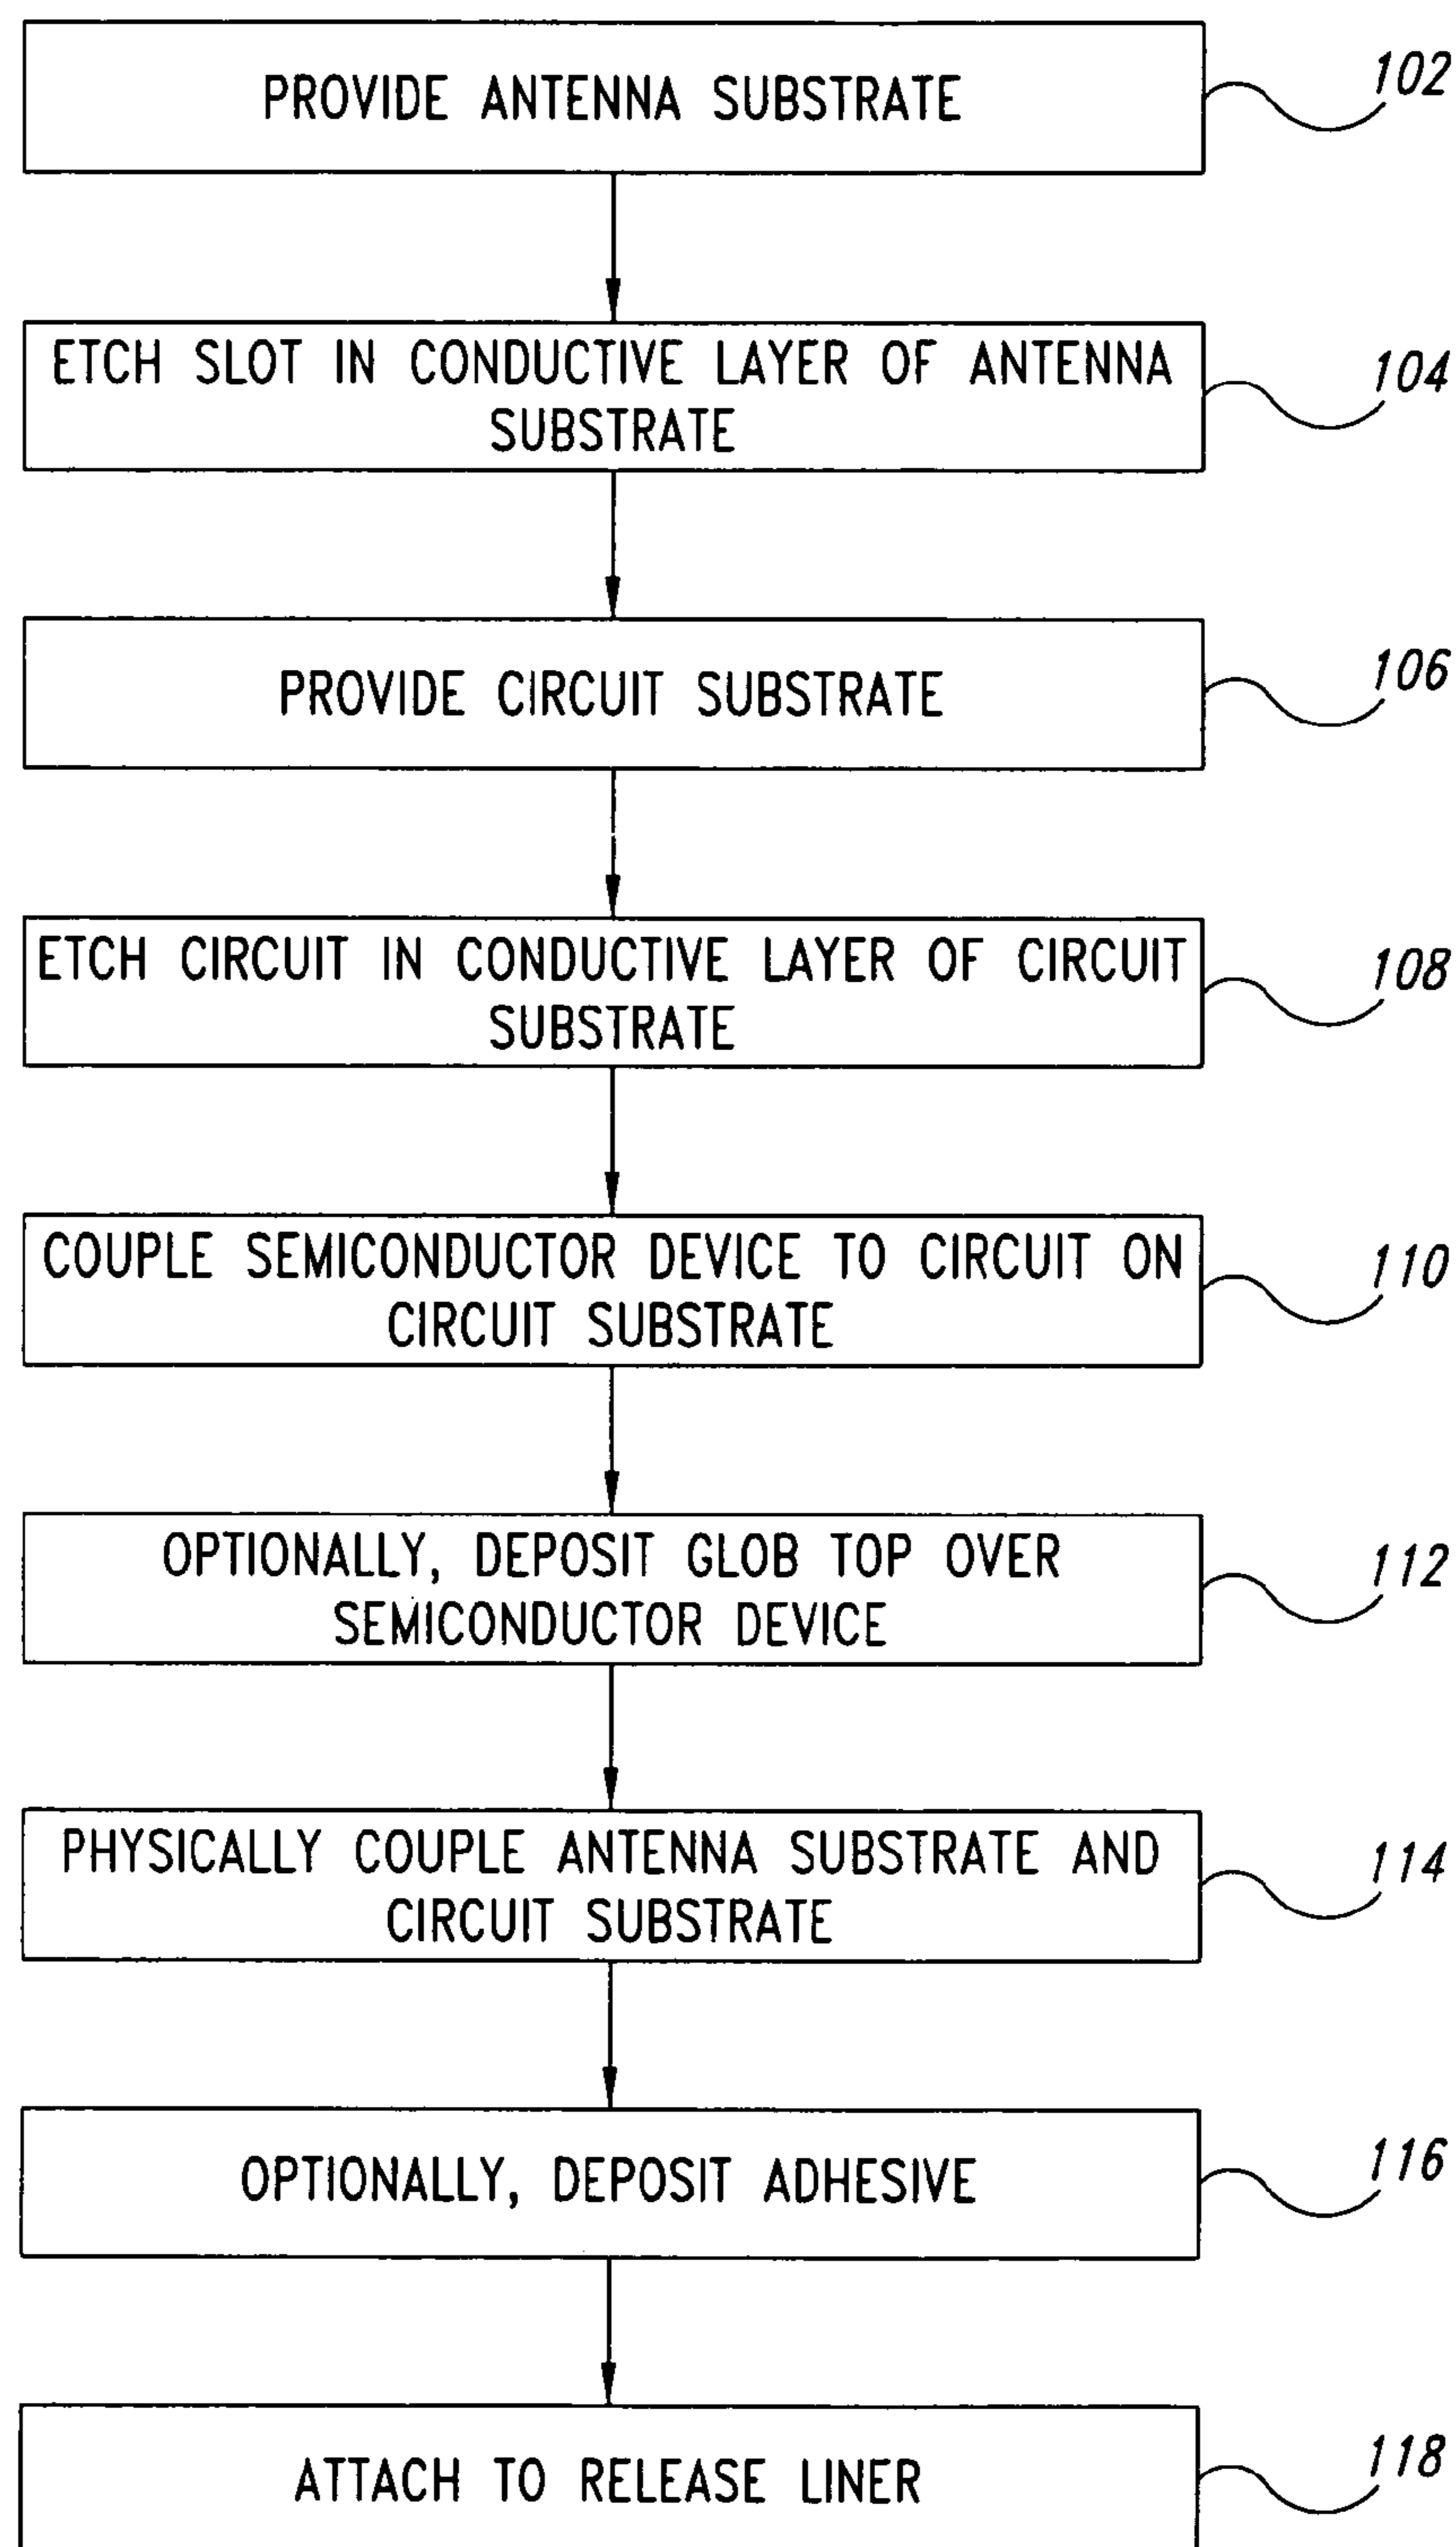 PROVIDE ANTENNA SUBSTRATE
102
ETCH SLOT IN CONDUCTIVE LAYER OF ANTENNA
SUBSTRATE
104
PROVIDE CIRCUIT SUBSTRATE
106
ETCH CIRCUIT IN CONDUCTIVE LAYER OF CIRCUIT
SUBSTRATE
108
COUPLE SEMICONDUCTOR DEVICE TO CIRCUIT ON
CIRCUIT SUBSTRATE
110
OPTIONALLY, DEPOSIT GLOB TOP OVER
SEMICONDUCTOR DEVICE
112
PHYSICALLY COUPLE ANTENNA SUBSTRATE AND
CIRCUIT SUBSTRATE
114
OPTIONALLY, DEPOSIT ADHESIVE
116
ATTACH TO RELEASE LINER
118